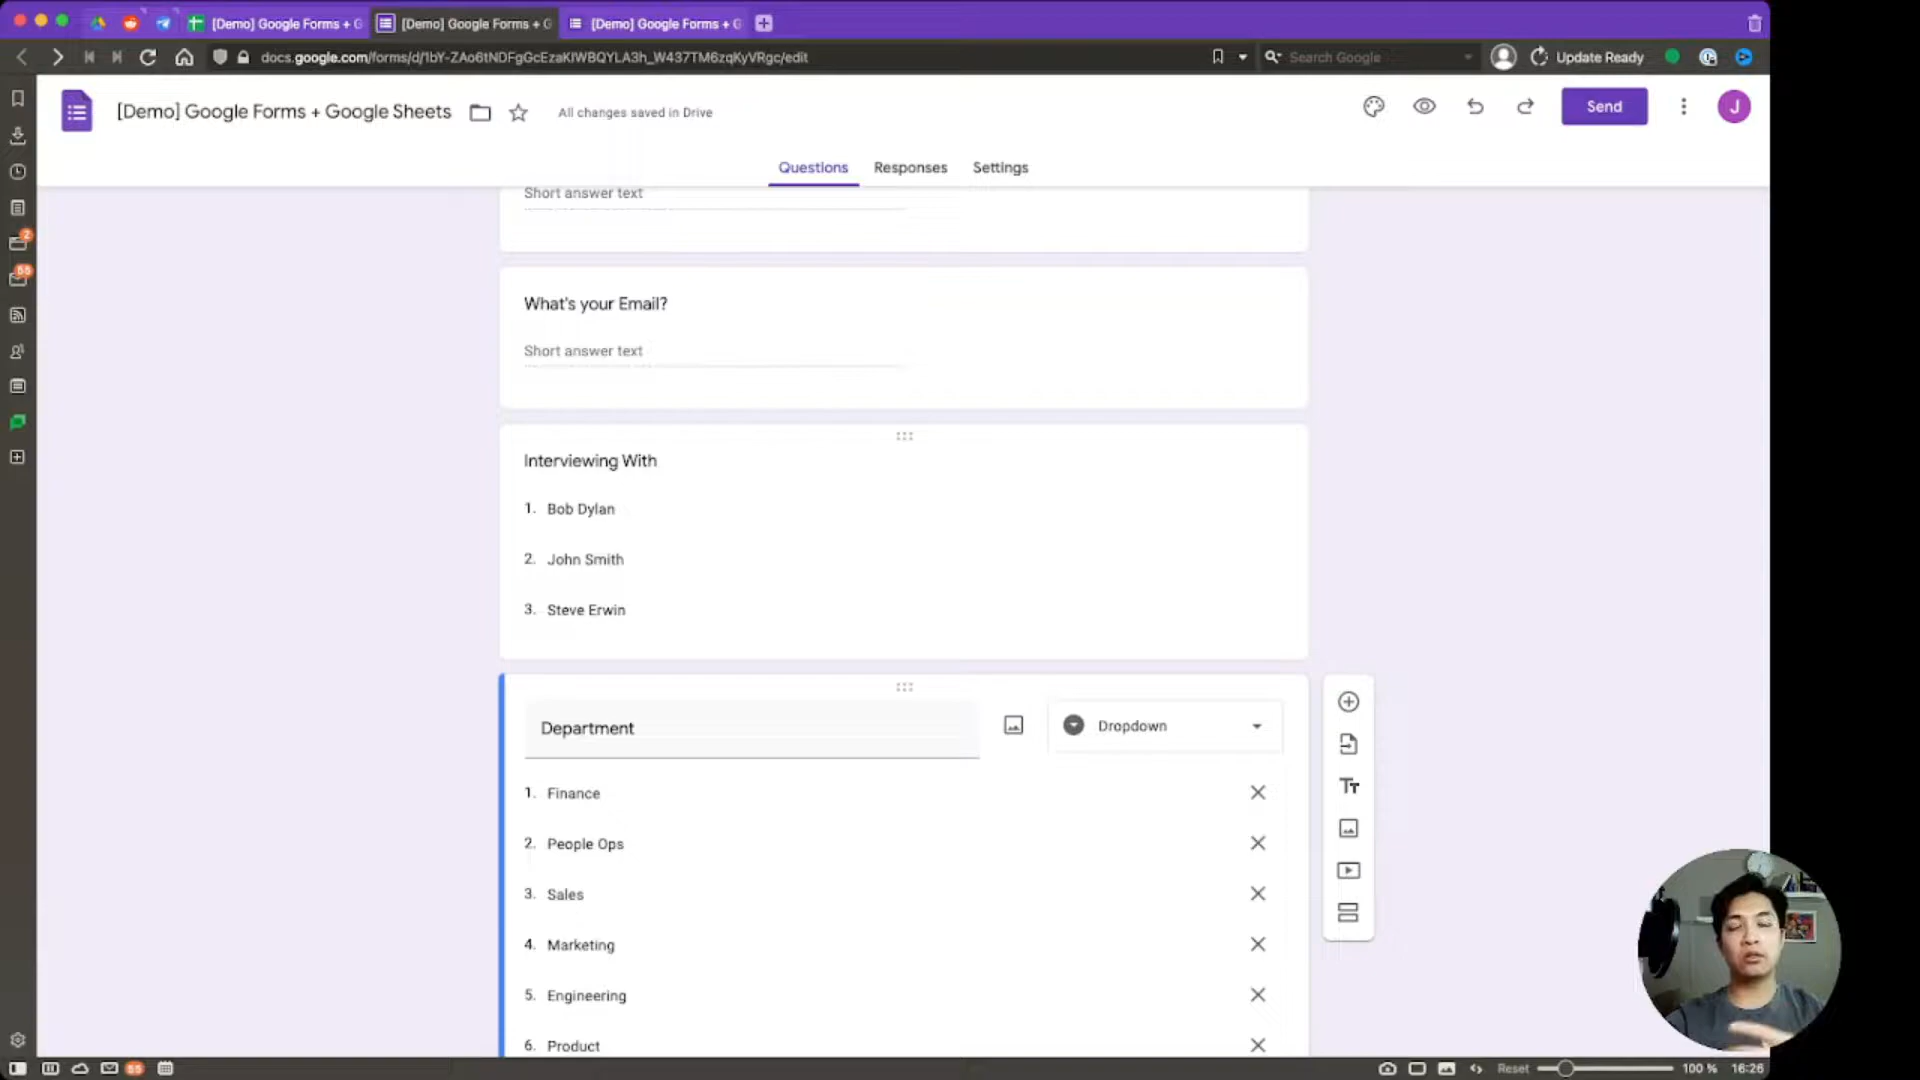 [Demo] Google Forms + G
[Demo] Google Forms + G
[Demo] Google Forms + G
docs.google.com/forms/d/1bY-ZAo6tNDFgGcEzaKIWBQYLA3h_W437TM6zqKyVRgc/edit
Search Google
Update Ready
[Demo] Google Forms + Google Sheets
All changes saved in Drive
Send
J
Questions
Responses
Settings
Short answer text
2
What's your Email?
55
Short answer text
Interviewing With
1. Bob Dylan
2. John Smith
3. Steve Erwin
Department
Dropdown
1. Finance
2. People Ops
3. Sales
4. Marketing
5. Engineering
6. Product
55
Reset
100 %
16:26